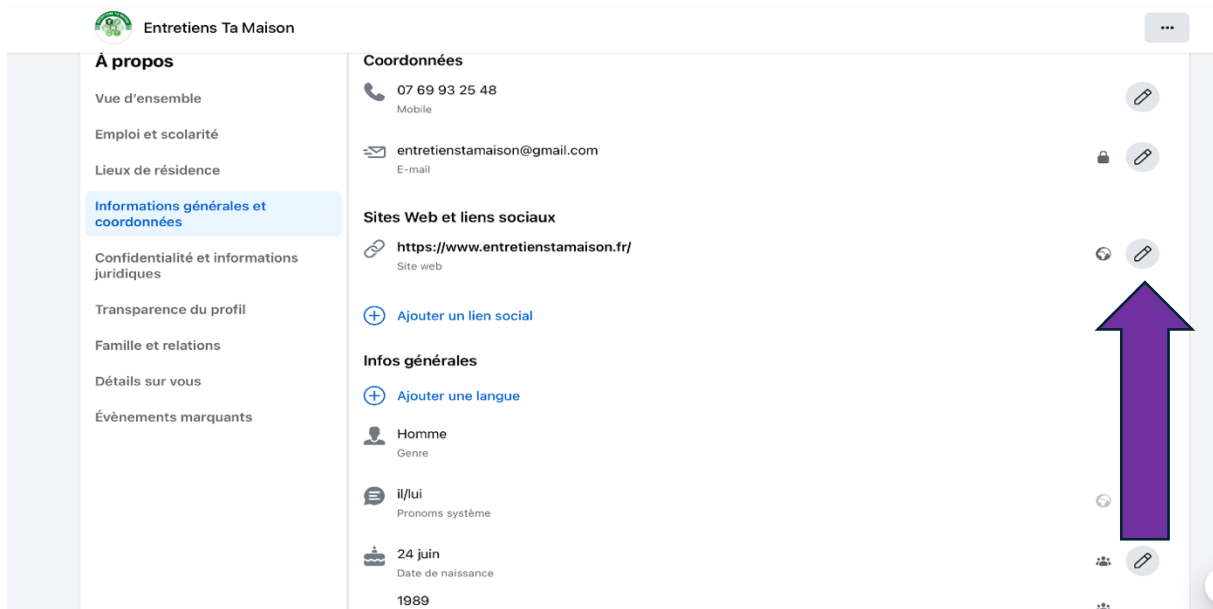 Entretiens Ta Maison
...
À propos
Vue d'ensemble
Emploi et scolarité
Lieux de résidence
Informations générales et
coordonnées
Confidentialité et informations
juridiques
Transparence du profil
Famille et relations
Détails sur vous
Évènements marquants
Coordonnées
07 69 93 25 48
Mobile
entretienstamaison@gmail.com
E-mail
Sites Web et liens sociaux
https://www.entretienstamaison.fr/
Site web
Ajouter un lien social
Infos générales
Ajouter une langue
Homme
Genre
il/lui
Pronoms système
24 juin
Date de naissance
1989